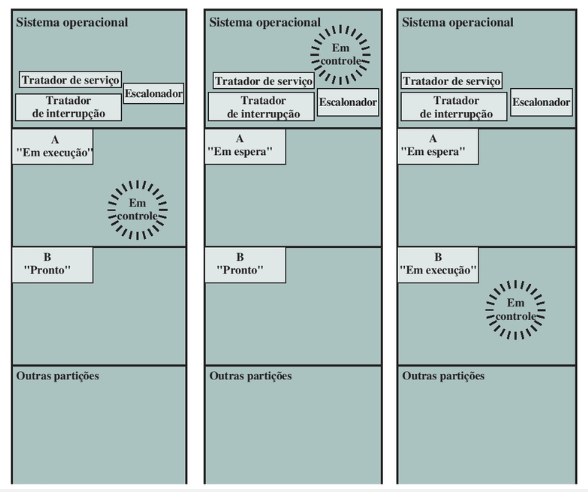 Sistema operacional
Tratador de serviço
Escalonador
Tratador
de interrupção
A
"Em execução"
Em
controle
B
"Pronto"
Outras partições
Sistema operacional
Em
controle
Tratador de serviço
Escalonador
Tratador
de interrupção
A
"Em espera"
B
"Pronto"
Outras partições
Sistema operacional
Tratador de serviço
Escalonador
Tratador
de interrupção
A
"Em espera"
B
"Em execução"
Em
controle
Outras partições